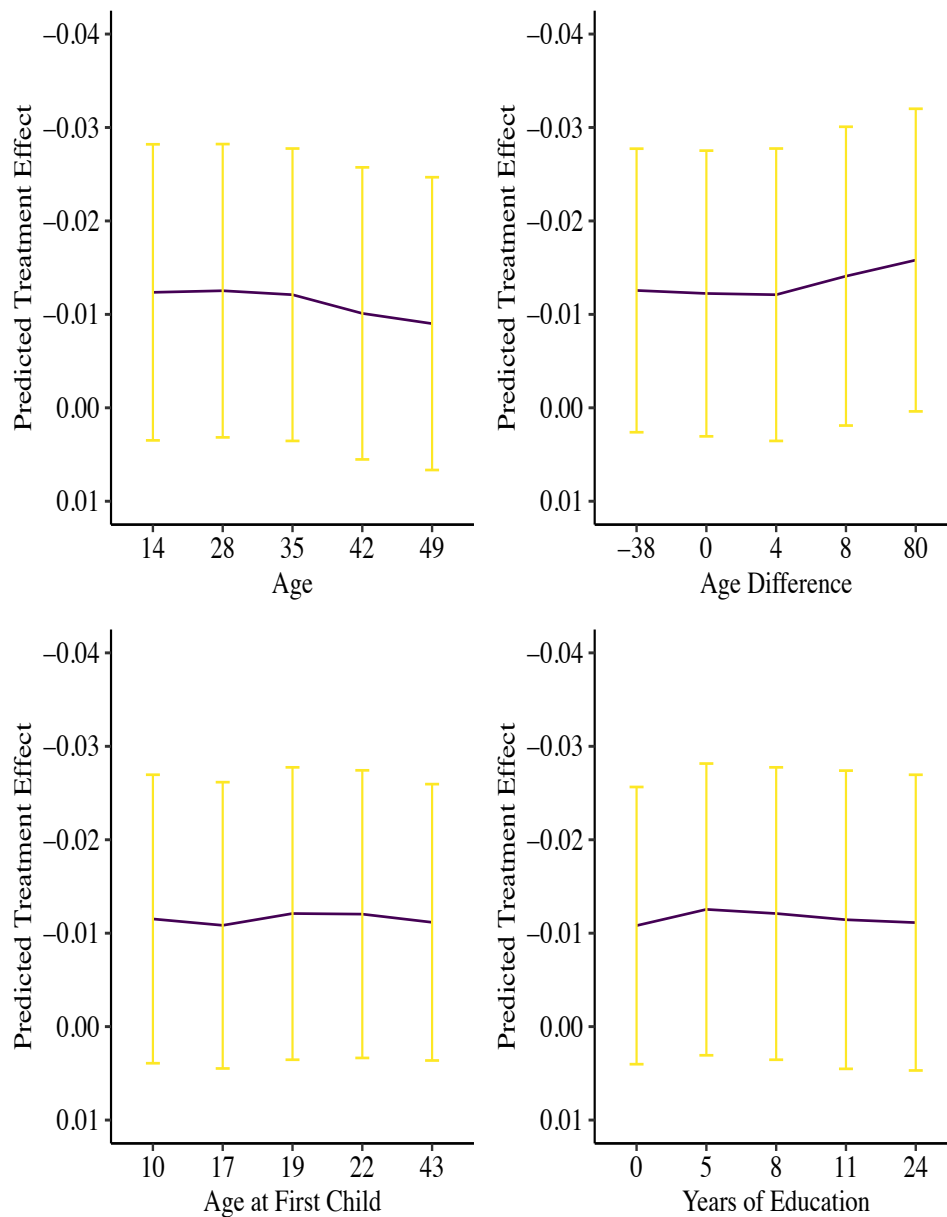 Predicted Treatment Effect
–0.04
–0.03
–0.02
–0.01
0.00
0.01
14 28 35 42 49
Age
Predicted Treatment Effect
–0.04
–0.03
–0.02
–0.01
0.00
0.01
–38 0 4 8 80
Age Difference
Predicted Treatment Effect
–0.04
–0.03
–0.02
–0.01
0.00
0.01
10 17 19 22 43
Age at First Child
Predicted Treatment Effect
–0.04
–0.03
–0.02
–0.01
0.00
0.01
0 5 8 11 24
Years of Education